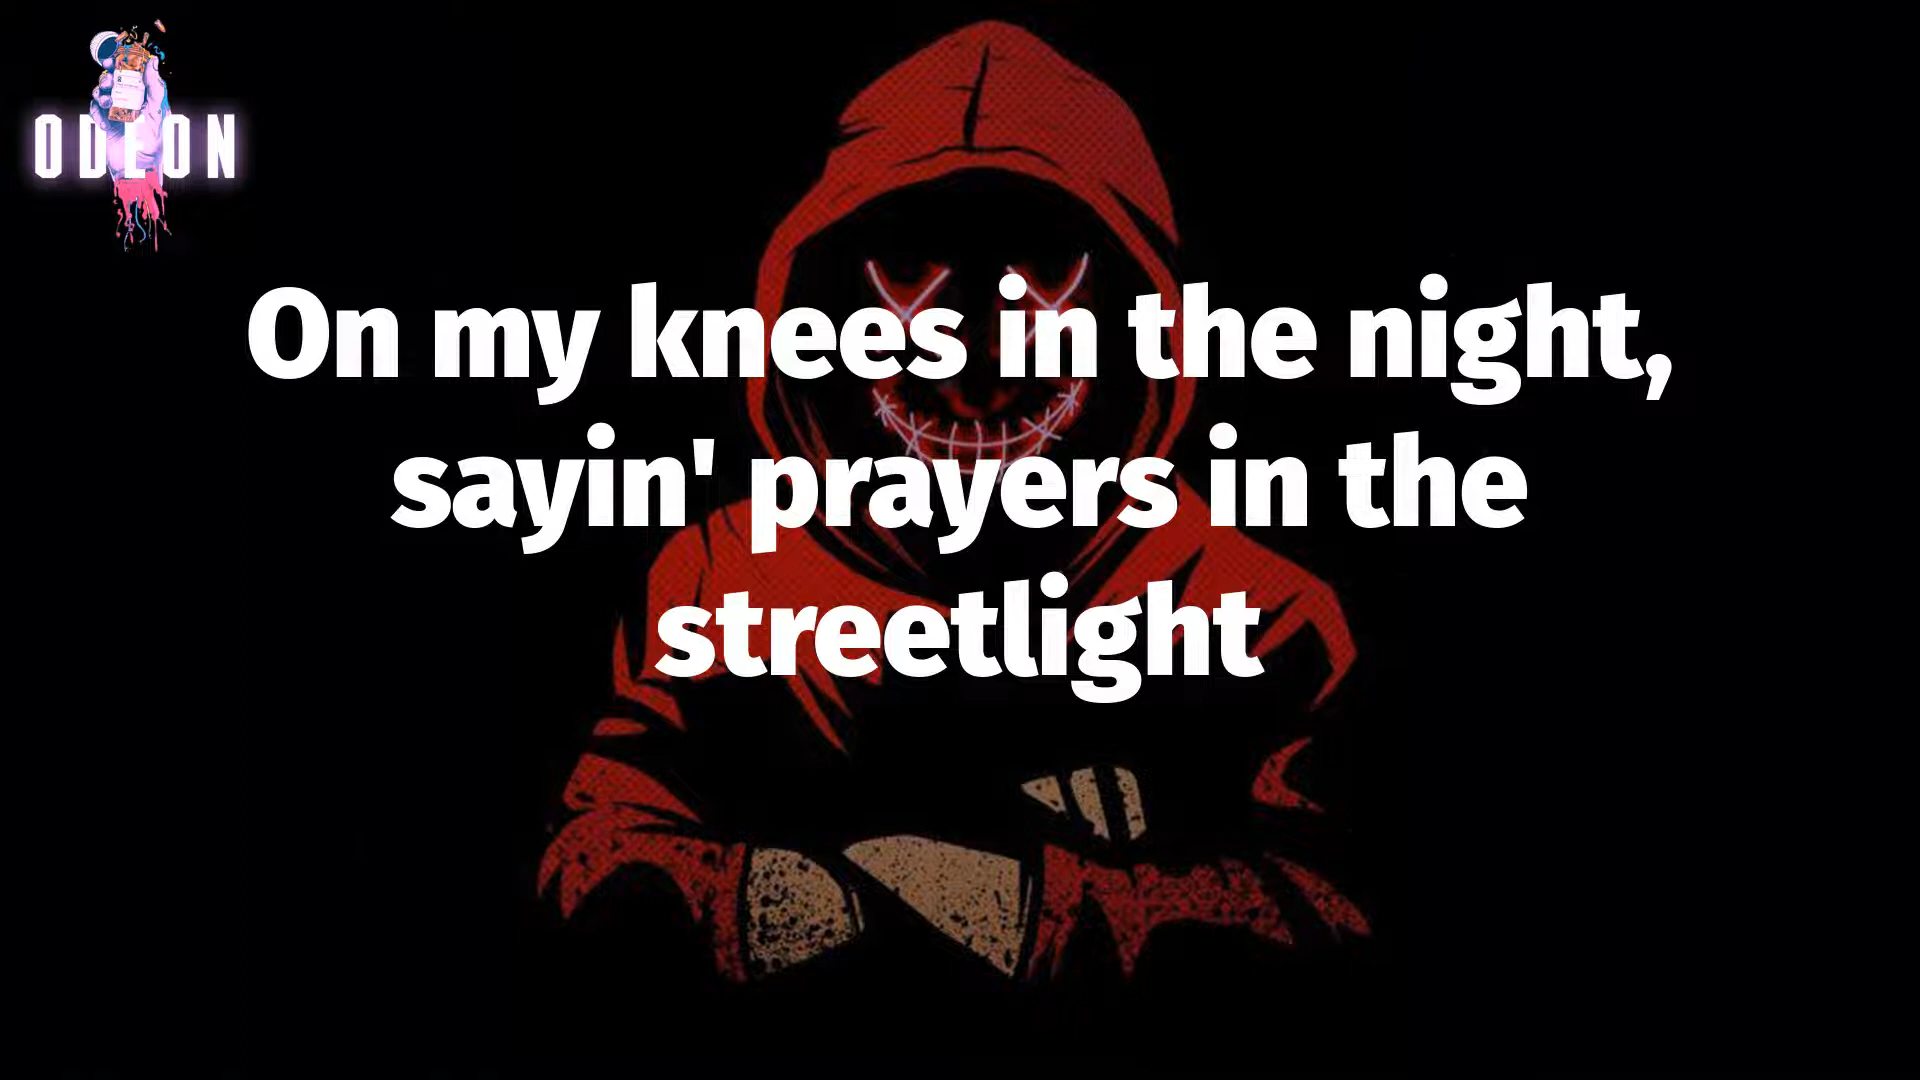 ODEON
On my knees in the night,
sayin' prayers in the
streetlight